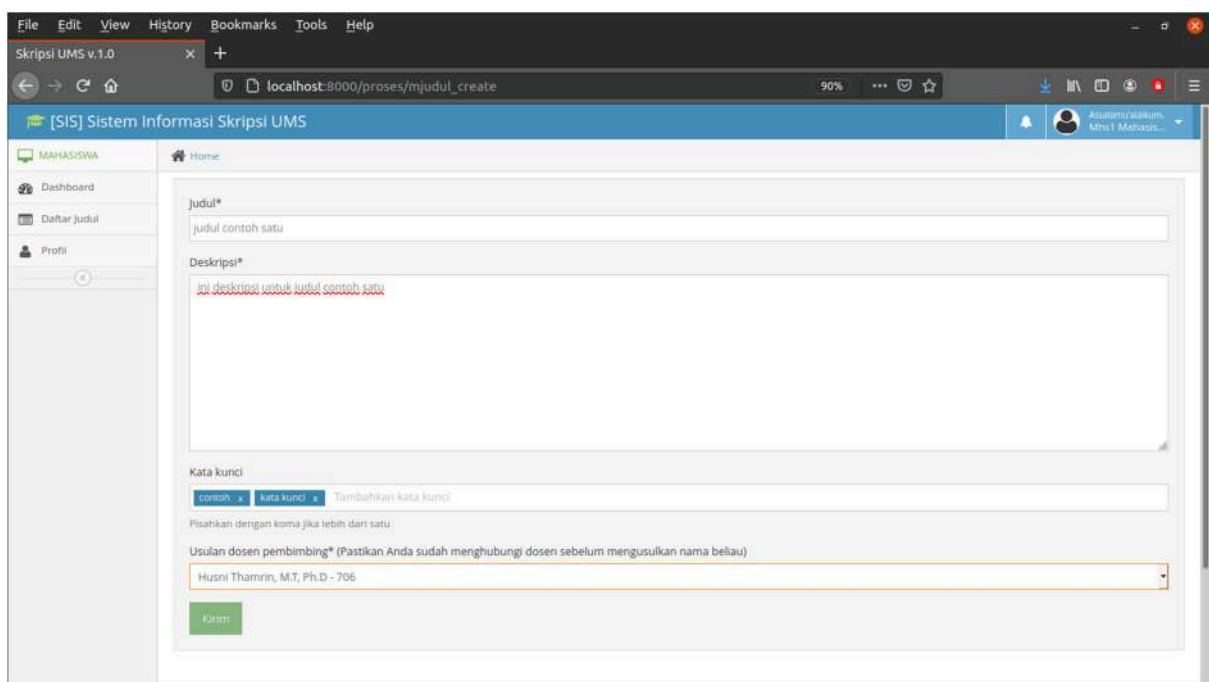 File Edit View History Bookmarks Tools Help
Skripsi UMS v.1.0
localhost:8000/proses/mjudul_create 90%
[SIS] Sistem Informasi Skripsi UMS
Assalamu'alaikum,
Mhs1 Mahasis...
MAHASISWA
Home
Dashboard
Daftar Judul
Profil
Judul*
judul contoh satu
Deskripsi*
ini deskripsi untuk judul contoh satu
Kata kunci
contoh x kata kunci x Tambahkan kata kunci
Pisahkan dengan koma jika lebih dari satu
Usulan dosen pembimbing* (Pastikan Anda sudah menghubungi dosen sebelum mengusulkan nama beliau)
Husni Thamrin, M.T, Ph.D - 706
Kirim